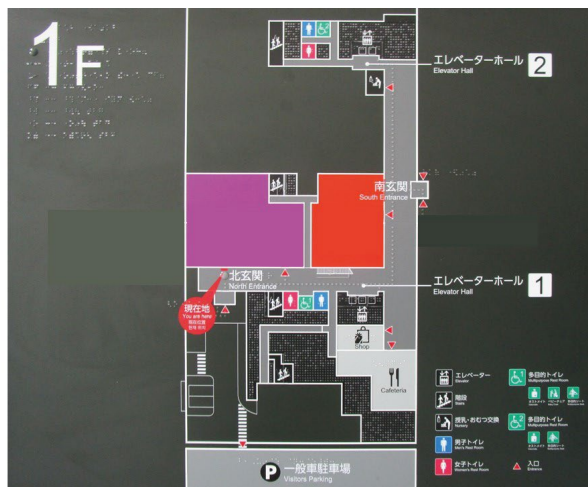 1F
エレベーターホール 2
Elevator Hall
南玄関
South Entrance
北玄関
North Entrance
エレベーターホール 1
Elevator Hall
現在地
You are here
Shop
Cafeteria
エレベーター
Elevator
階段
Stairs
授乳・おむつ交換
Nursery
男子トイレ
Men's Rest Room
女子トイレ
Women's Rest Room
1
多目的トイレ
Multipurpose Rest Room
2
多目的トイレ
Multipurpose Rest Room
入口
Entrance
P 一般車駐車場
Visitors Parking